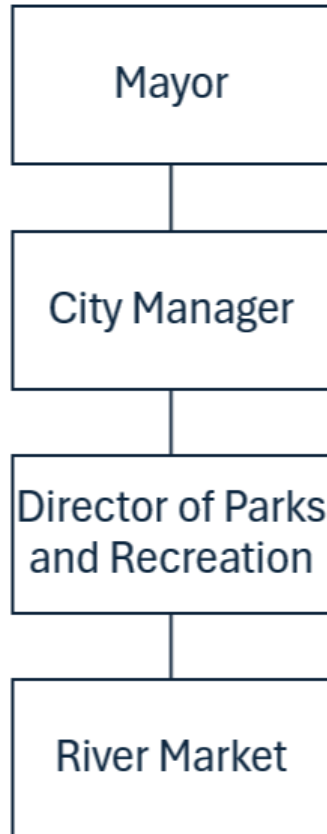 Mayor
City Manager
Director of Parks
and Recreation
River Market